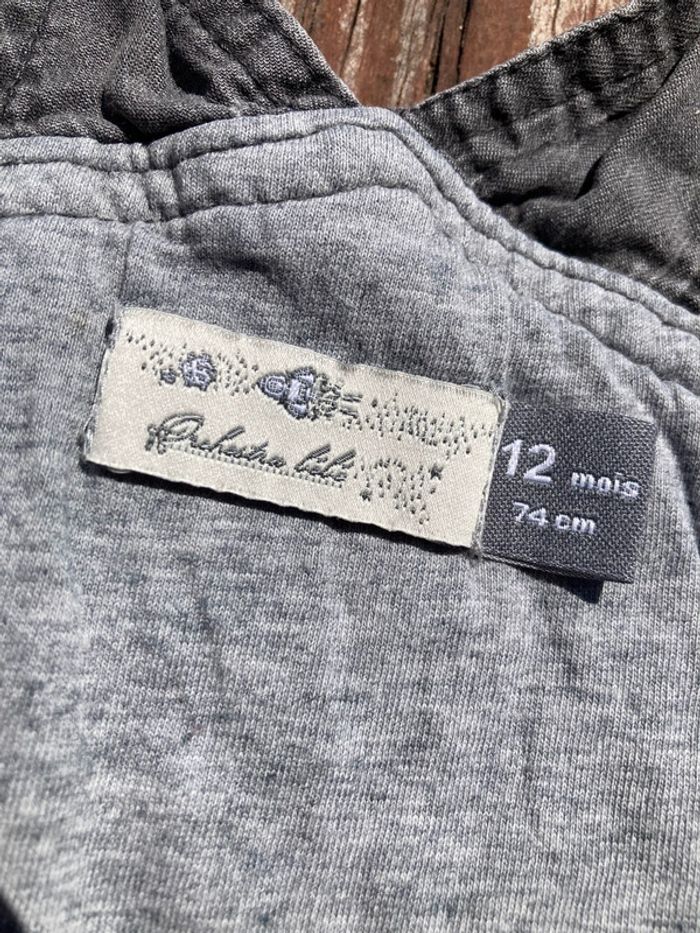 Orchestra bébé
12 mois
74 cm